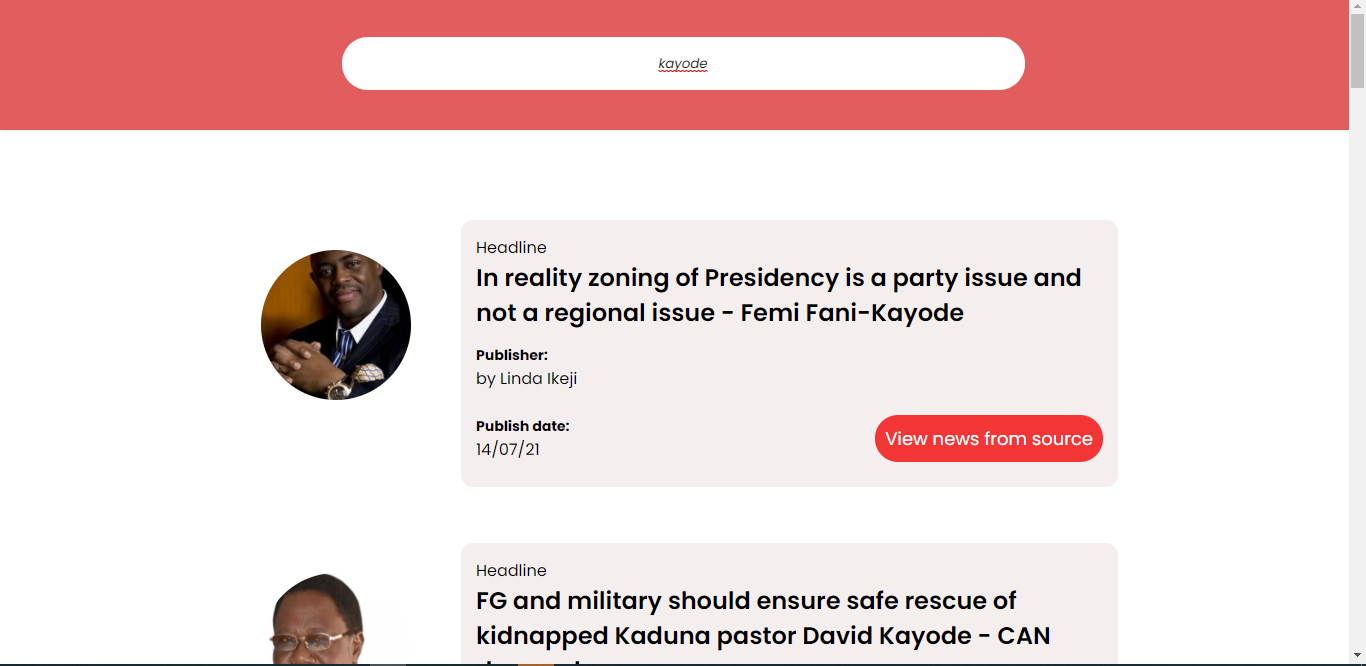 kayode
Headline
In reality zoning of Presidency is a party issue and
not a regional issue - Femi Fani-Kayode
Publisher:
by Linda Ikeji
Publish date:
14/07/21
View news from source
Headline
FG and military should ensure safe rescue of
kidnapped Kaduna pastor David Kayode - CAN